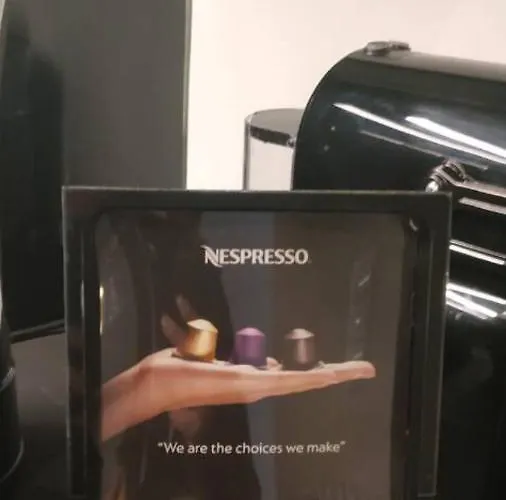 NESPRESSO
“We are the choices we make”